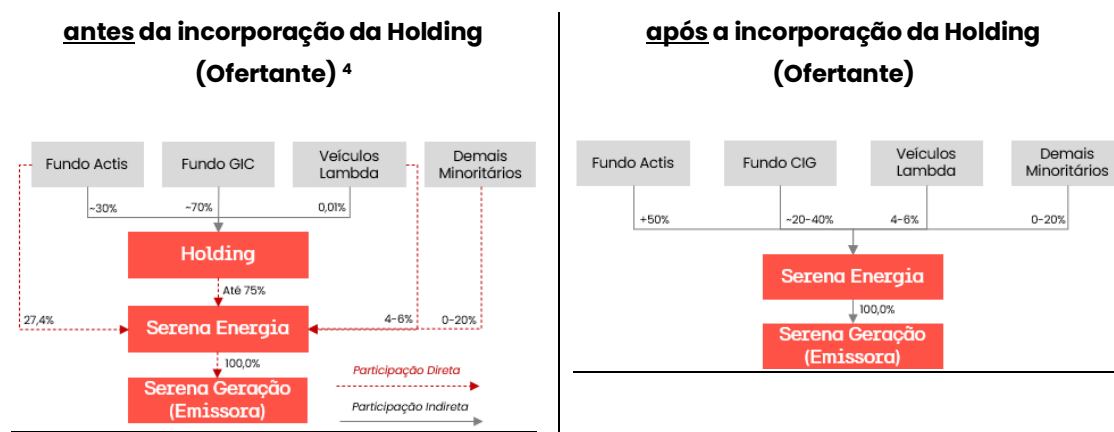 antes da incorporação da Holding
(Ofertante) ⁴
Fundo Actis
Fundo GIC
Veículos
Lambda
Demais
Minoritários
~30%
~70%
0,01%
Holding
Até 75%
27,4%
Serena Energia
4-6%
0-20%
100,0%
Serena Geração
(Emissora)
Participação Direta
Participação Indireta
após a incorporação da Holding
(Ofertante)
Fundo Actis
Fundo CIG
Veículos
Lambda
Demais
Minoritários
+50%
~20-40%
4-6%
0-20%
Serena Energia
100,0%
Serena Geração
(Emissora)